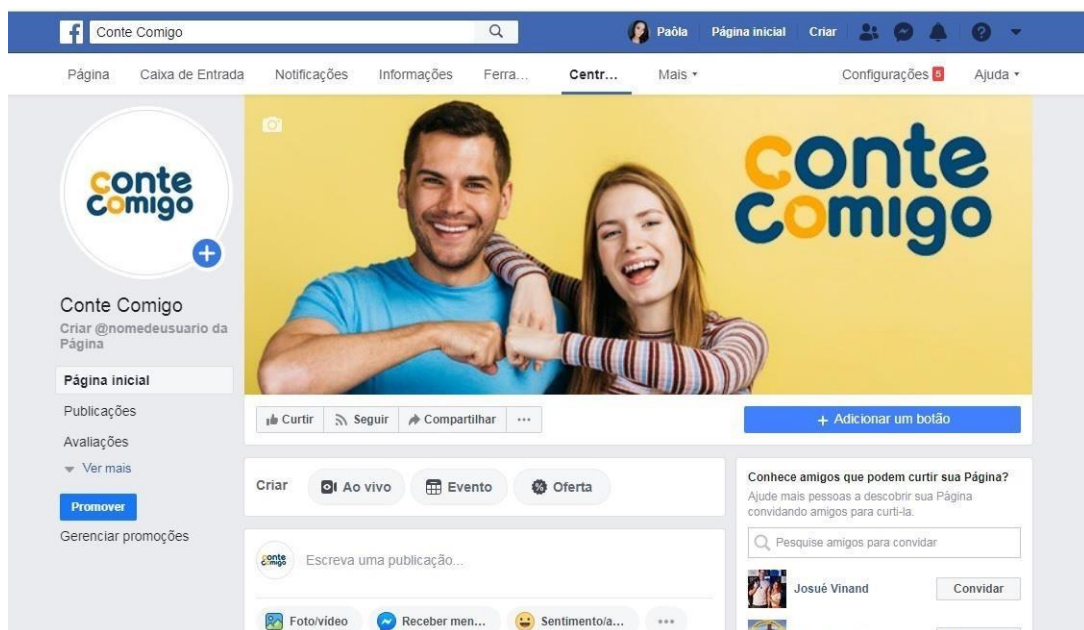 Conte Comigo
Paôla
Página inicial
Criar
Página
Caixa de Entrada
Notificações
Informações
Ferra...
Centr...
Mais
Configurações 5
Ajuda
conte
comigo
conte
comigo
Conte Comigo
Criar @nomedeusuario da
Página
Página inicial
Publicações
Avaliações
Ver mais
Promover
Gerenciar promoções
Curtir
Seguir
Compartilhar
...
+ Adicionar um botão
Criar
Ao vivo
Evento
Oferta
conte
comigo
Escreva uma publicação...
Foto/vídeo
Receber men...
Sentimento/a...
...
Conhece amigos que podem curtir sua Página?
Ajude mais pessoas a descobrir sua Página
convidando amigos para curti-la.
Pesquise amigos para convidar
Josué Vinand
Convidar